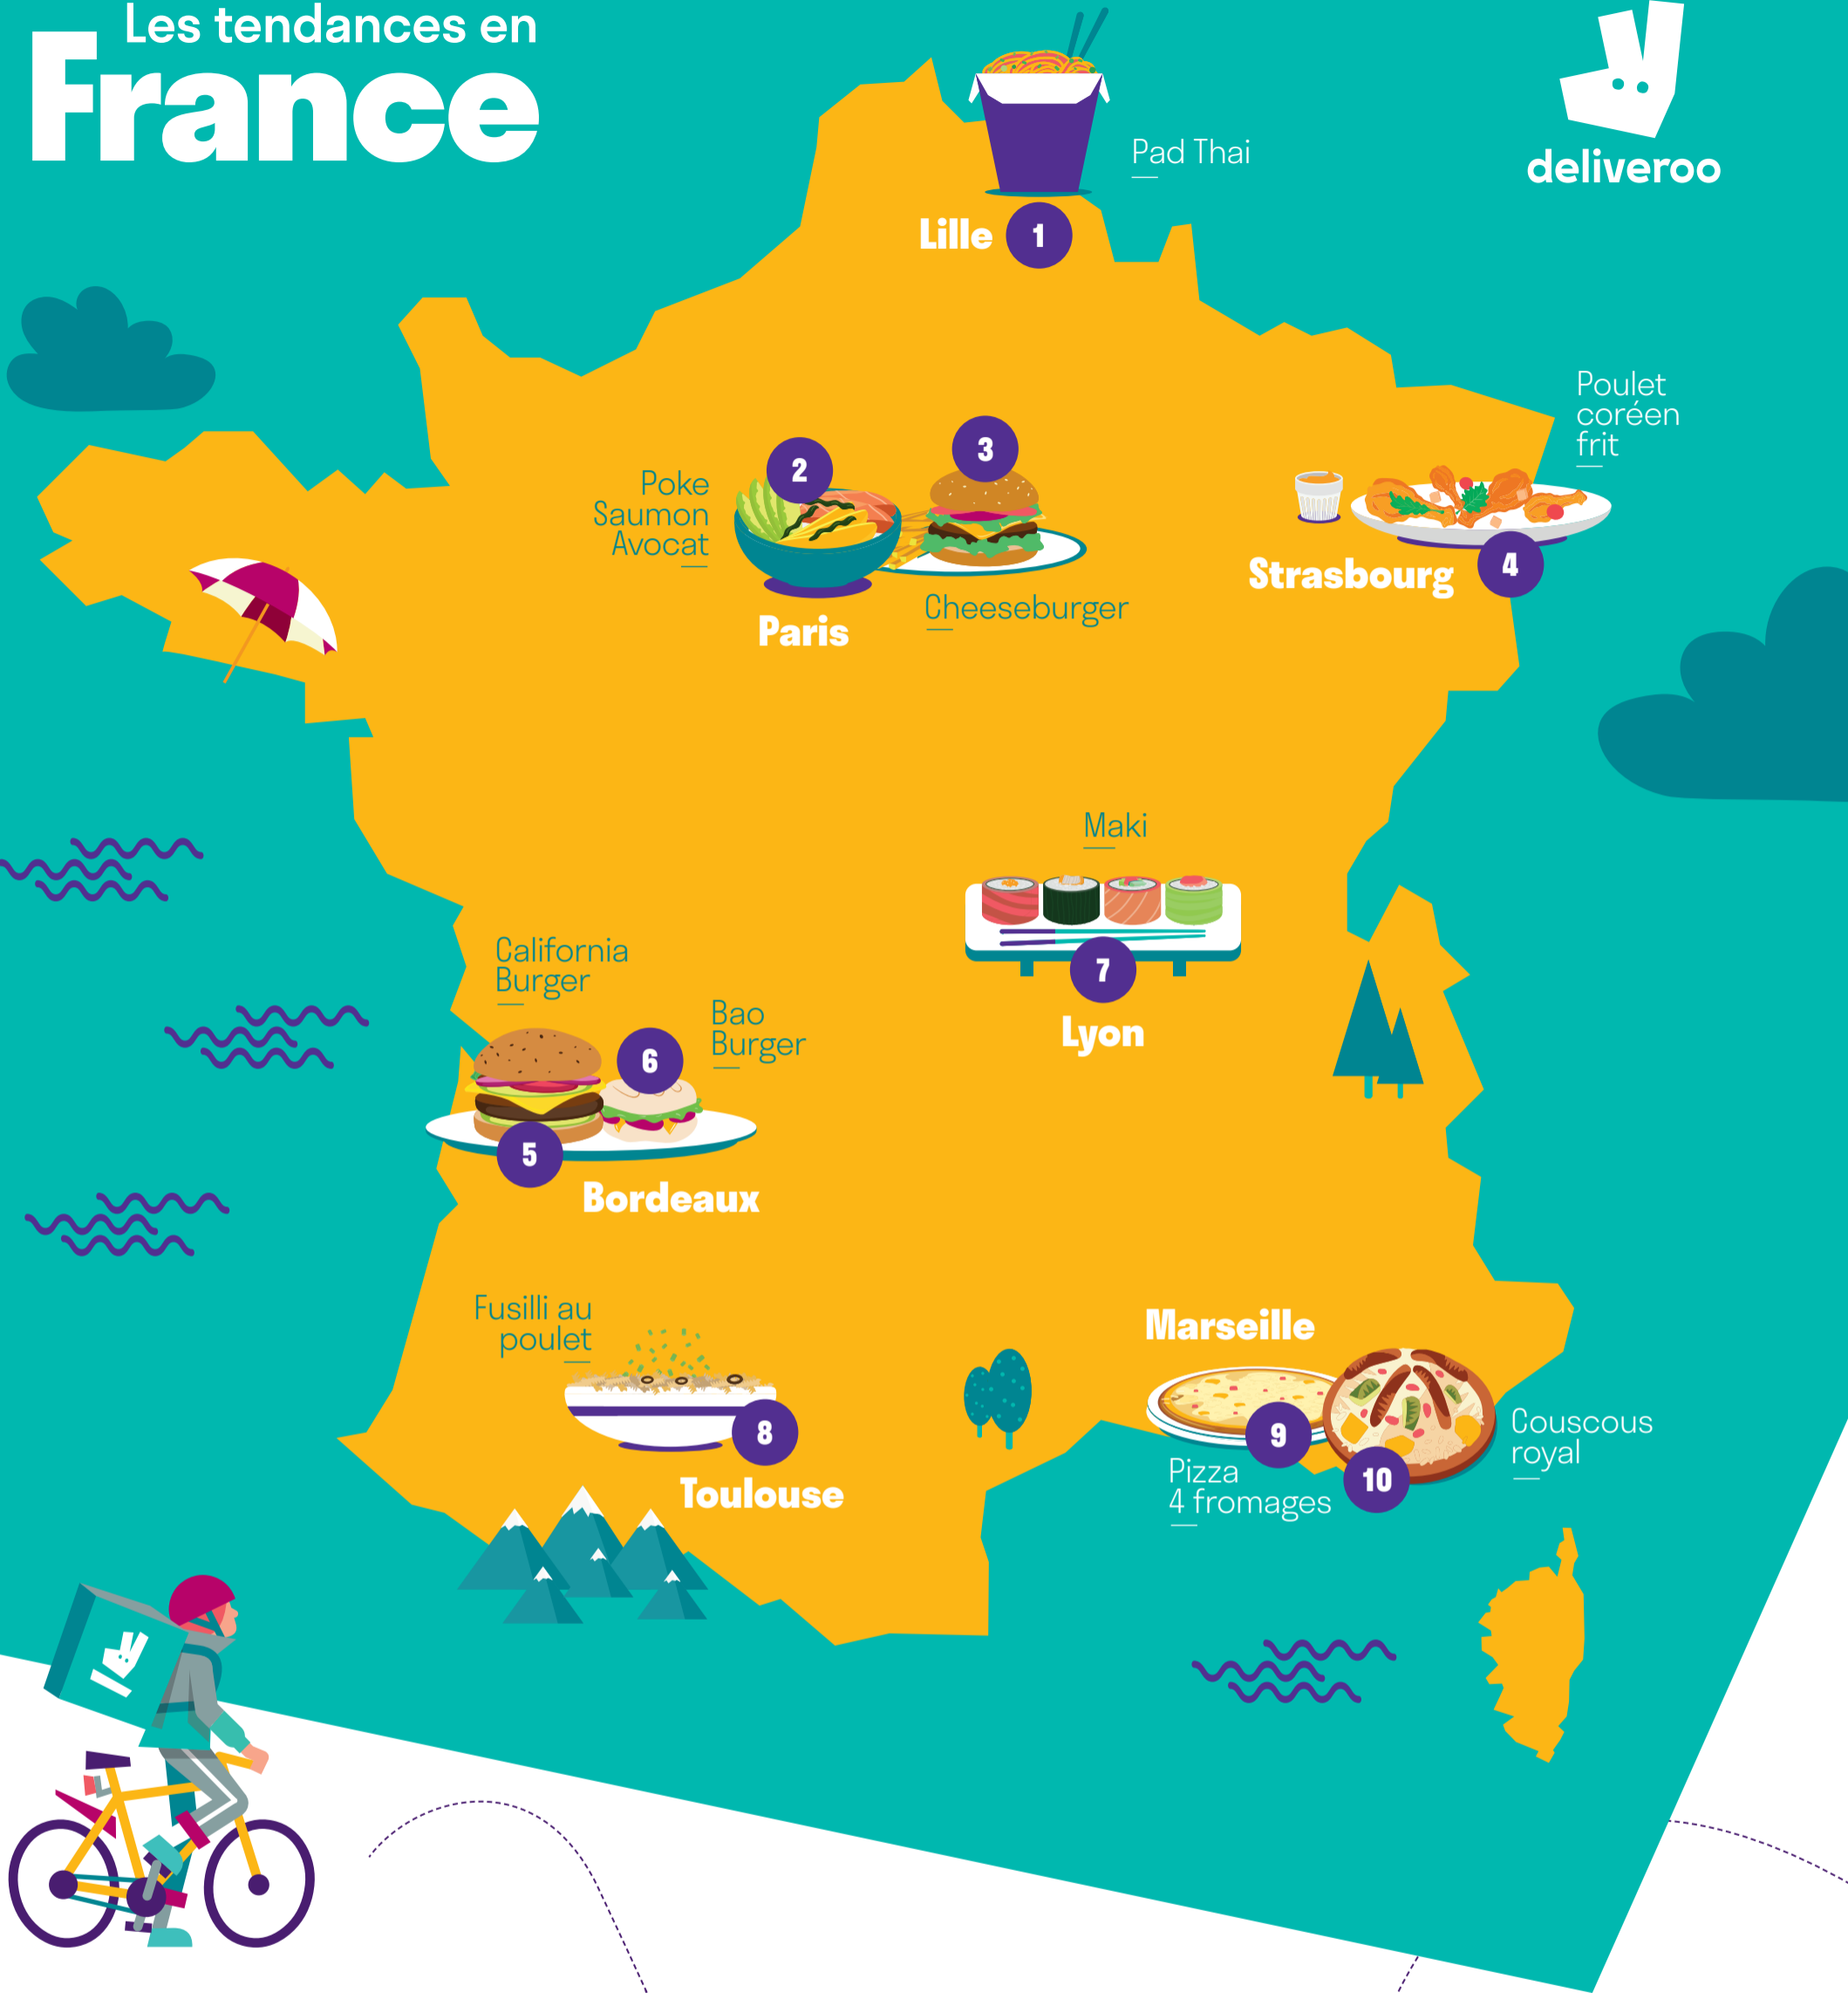 Les tendances en
France
deliveroo
Pad Thai
Lille
1
2
3
Poke
Saumon
Avocat
Paris
Cheeseburger
Poulet
coréen
frit
Strasbourg
4
Maki
7
Lyon
California
Burger
Bao
Burger
6
5
Bordeaux
Fusilli au
poulet
8
Toulouse
Marseille
9
10
Pizza
4 fromages
Couscous
royal